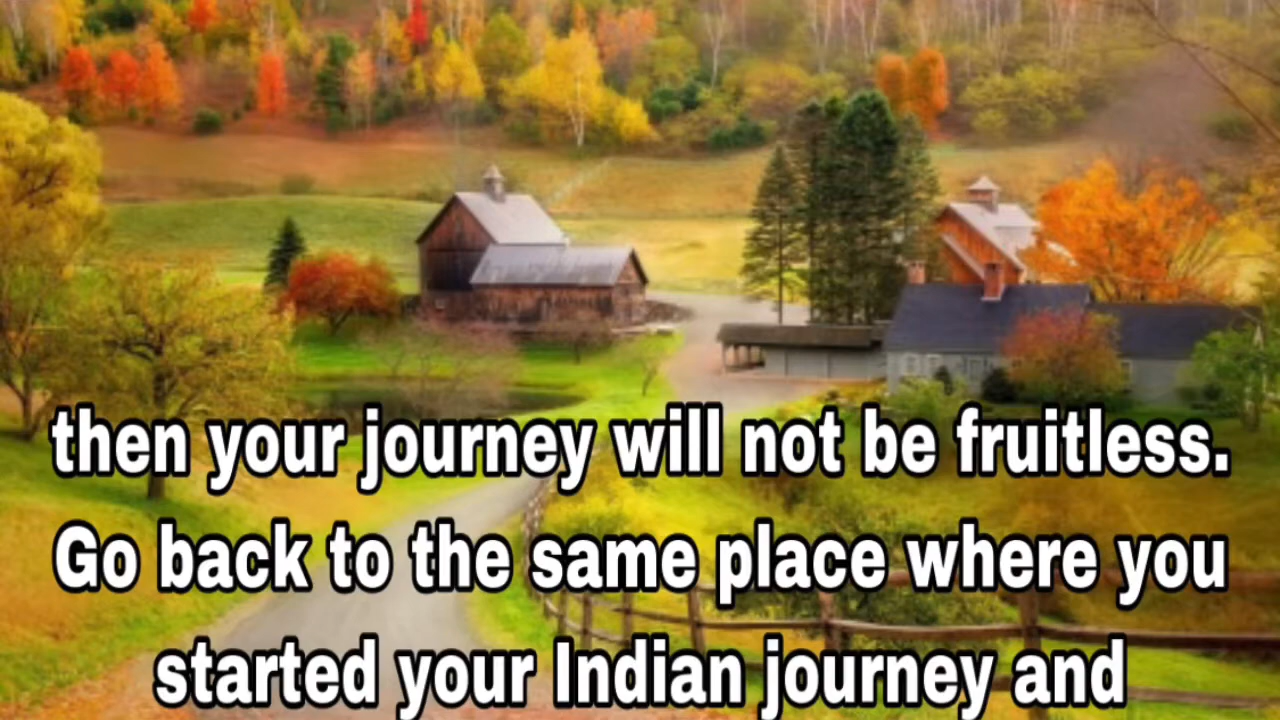 then your journey will not be fruitless.
Go back to the same place where you
started your Indian journey and